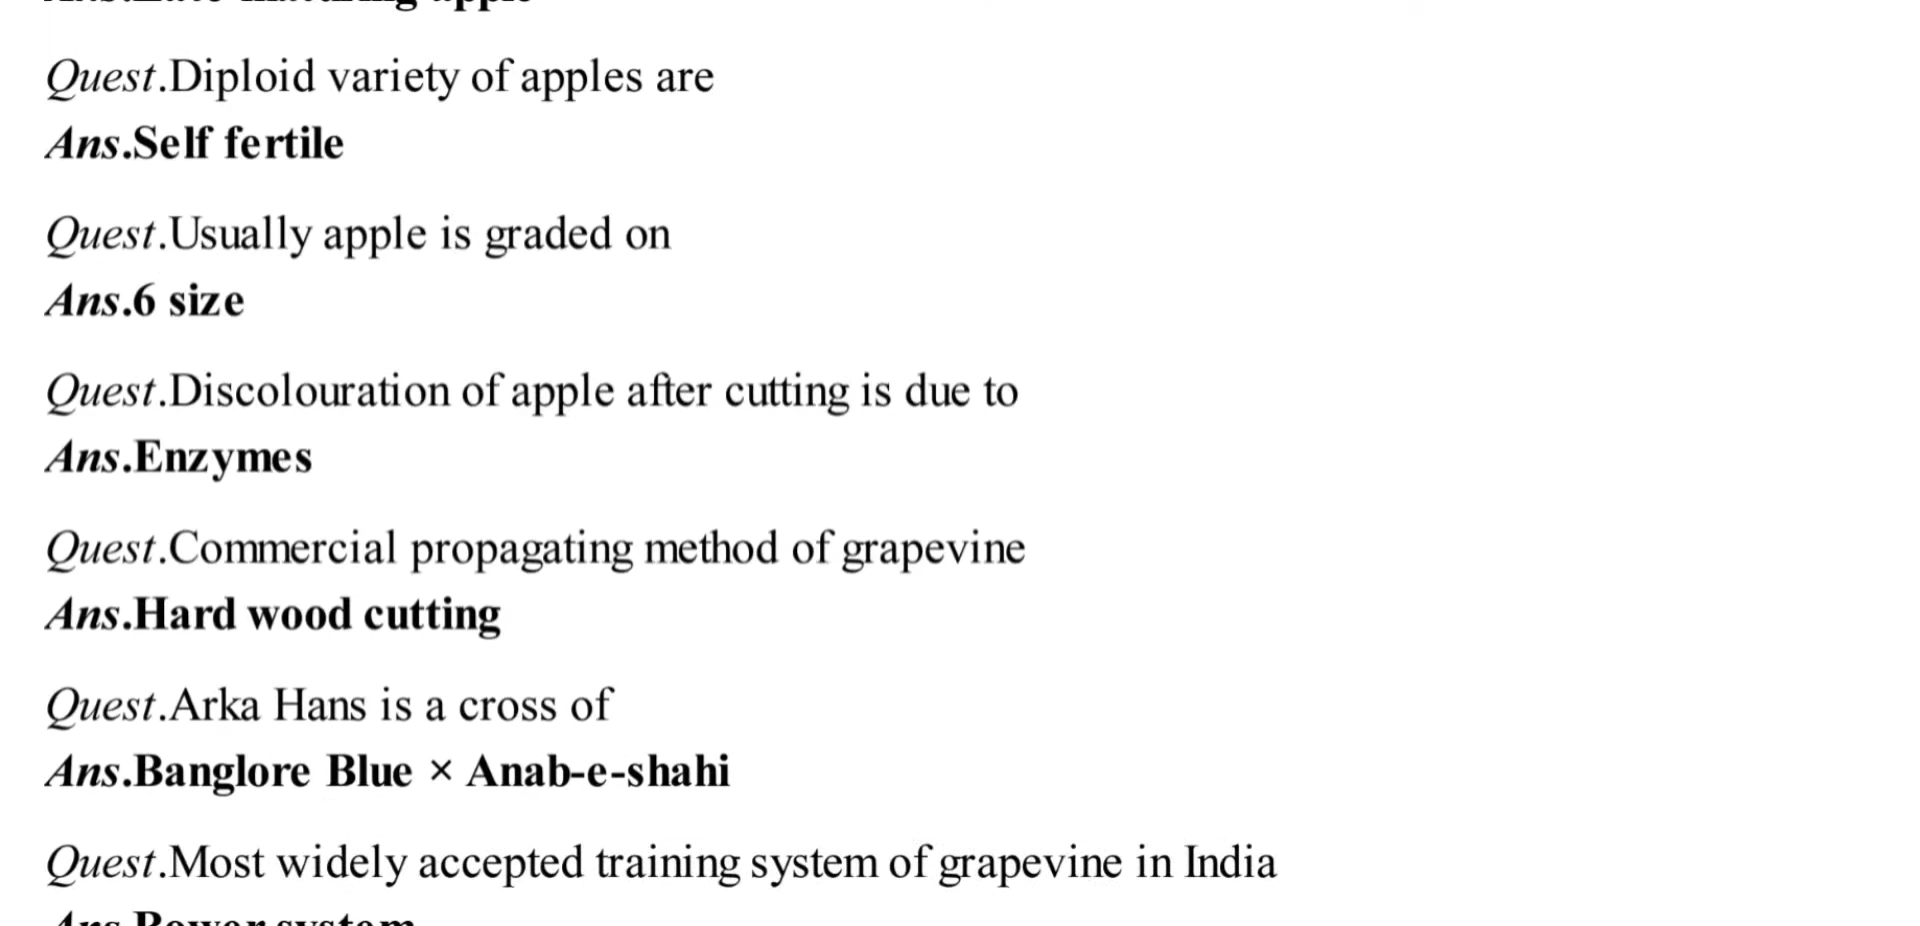 Quest.Diploid variety of apples are
Ans.Self fertile
Quest.Usually apple is graded on
Ans.6 size
Quest.Discolouration of apple after cutting is due to
Ans.Enzymes
Quest.Commercial propagating method of grapevine
Ans.Hard wood cutting
Quest.Arka Hans is a cross of
Ans.Banglore Blue × Anab-e-shahi
Quest.Most widely accepted training system of grapevine in India